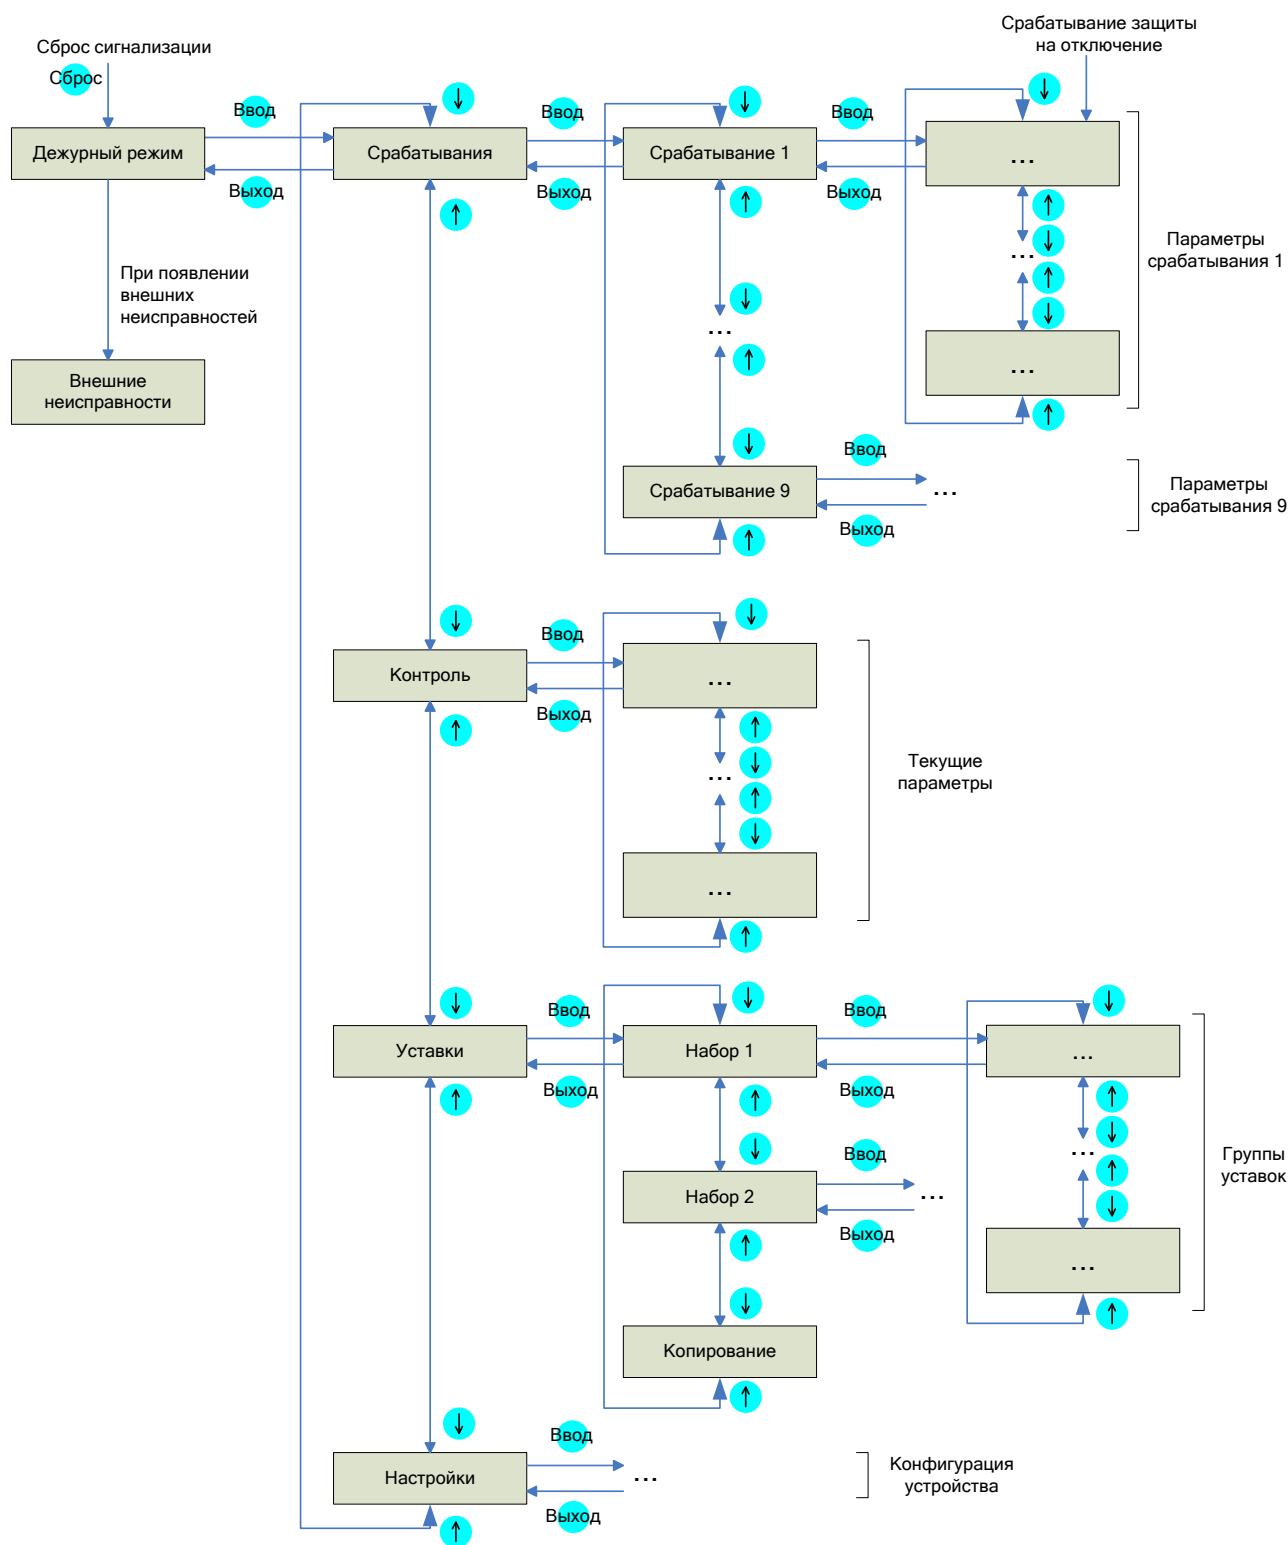 Сброс сигнализации
Сброс
Срабатывание защиты
на отключение
↓
↓
↓
Ввод
Ввод
Ввод
Дежурный режим
Срабатывания
Срабатывание 1
...
Выход
Выход
Выход
↑
↑
↑
↓
...
↑
↓
Параметры
срабатывания 1
При появлении
внешних
неисправностей
↓
...
↑
Внешние
неисправности
...
↑
↓
Ввод
Срабатывание 9
...
Выход
↑
Параметры
срабатывания 9
↓
↓
Ввод
Контроль
...
Выход
↑
↑
↓
...
↑
↓
Текущие
параметры
...
↑
↓
↓
↓
Ввод
Ввод
Уставки
Набор 1
...
Выход
Выход
↑
↑
↑
↓
...
↑
↓
Группы
уставок
↓
Ввод
Набор 2
...
Выход
↑
...
↑
↓
Копирование
↑
↓
Ввод
Настройки
...
Выход
↑
Конфигурация
устройства